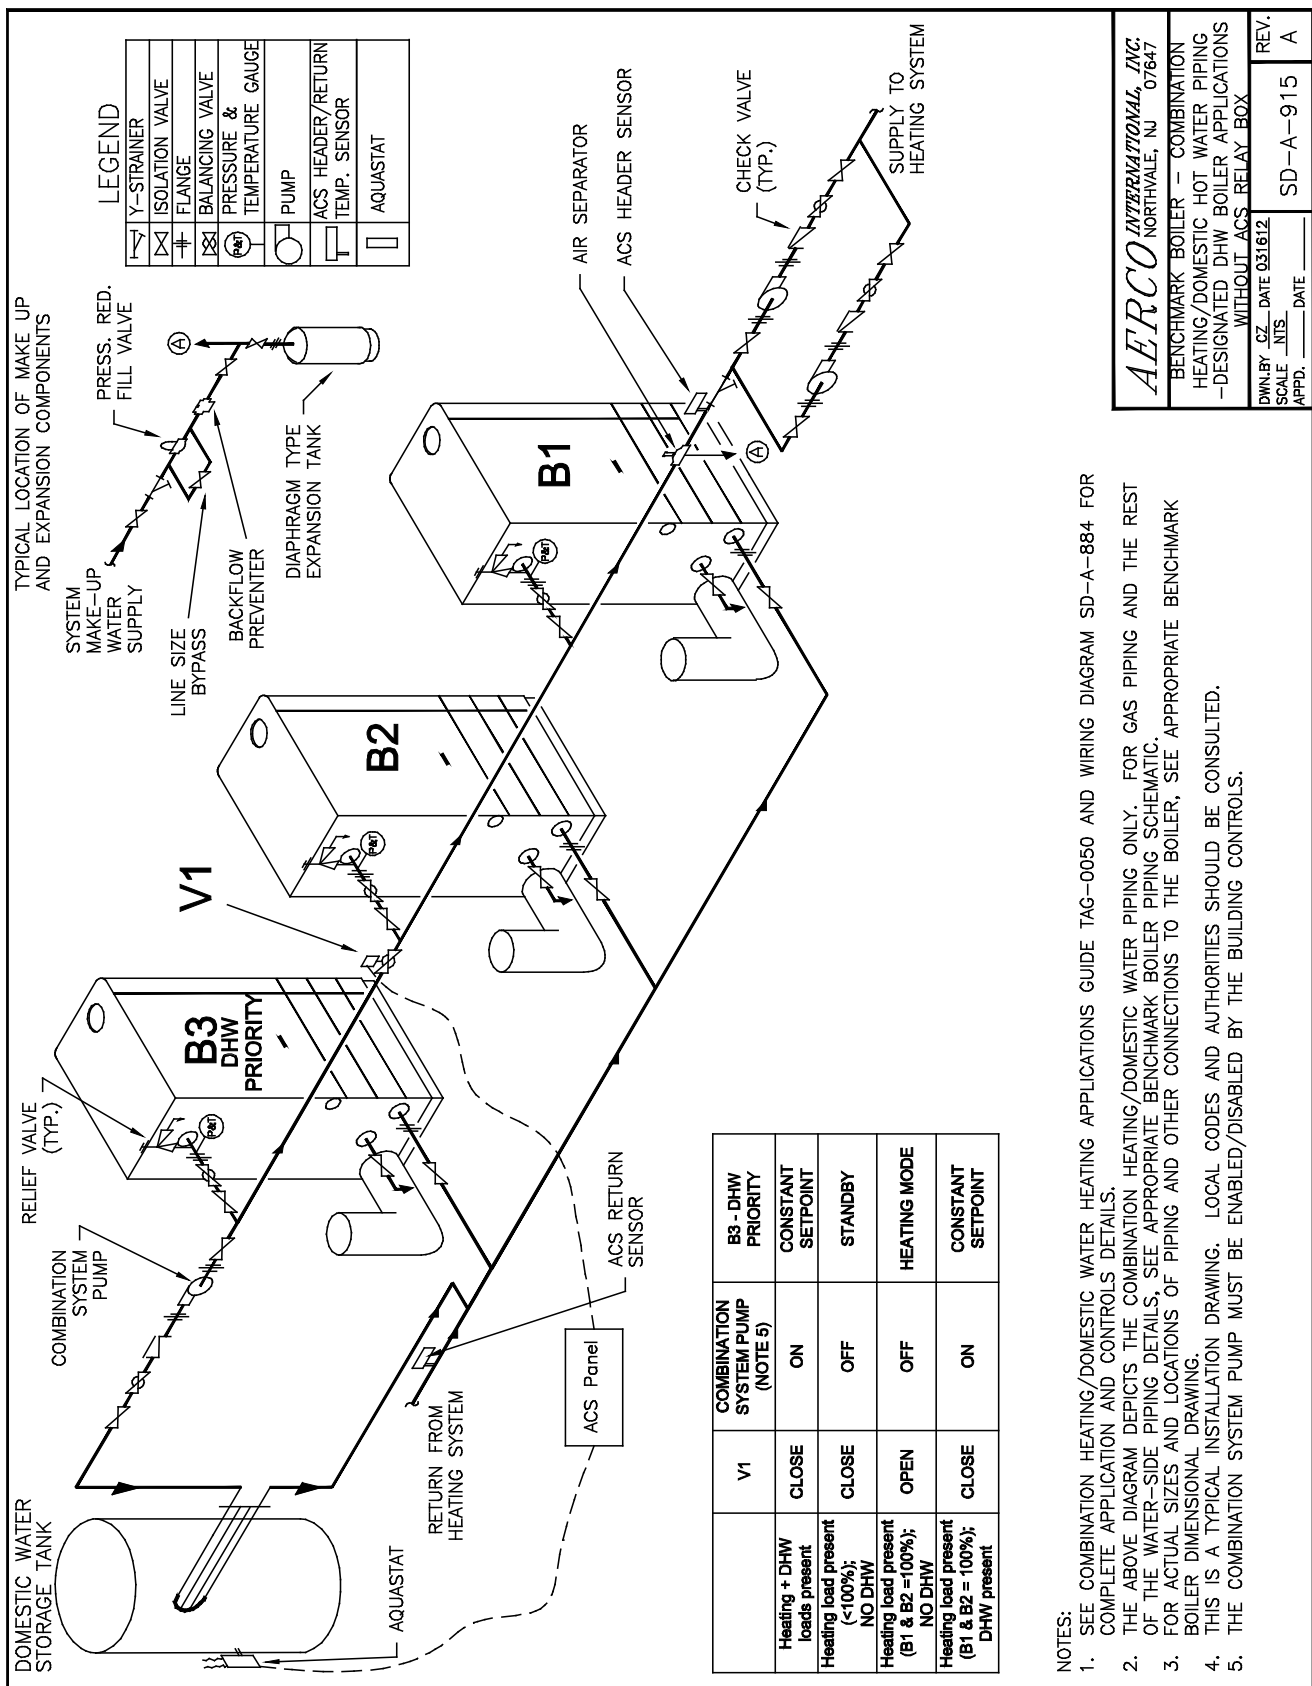 DOMESTIC WATER
STORAGE TANK
AQUASTAT
COMBINATION
SYSTEM
PUMP
RELIEF VALVE
(TYP.)
RETURN FROM
HEATING SYSTEM
ACS Panel
ACS RETURN
SENSOR
B3
DHW
PRIORITY
P&T
V1
B2
P&T
B1
P&T
TYPICAL LOCATION OF MAKE UP
AND EXPANSION COMPONENTS
SYSTEM
MAKE-UP
WATER
SUPPLY
PRESS. RED.
FILL VALVE
LINE SIZE
BYPASS
BACKFLOW
PREVENTER
DIAPHRAGM TYPE
EXPANSION TANK
A
A
AIR SEPARATOR
ACS HEADER SENSOR
CHECK VALVE
(TYP.)
SUPPLY TO
HEATING SYSTEM
LEGEND
Y-STRAINER
ISOLATION VALVE
FLANGE
BALANCING VALVE
P&T PRESSURE &
TEMPERATURE GAUGE
PUMP
ACS HEADER/RETURN
TEMP. SENSOR
AQUASTAT
V1
COMBINATION
SYSTEM PUMP
(NOTE 5)
B3 - DHW
PRIORITY
Heating + DHW
loads present
CLOSE
ON
CONSTANT
SETPOINT
Heating load present
(<100%);
NO DHW
CLOSE
OFF
STANDBY
Heating load present
(B1 & B2 =100%);
NO DHW
OPEN
OFF
HEATING MODE
Heating load present
(B1 & B2 = 100%);
DHW present
CLOSE
ON
CONSTANT
SETPOINT
NOTES:
1. SEE COMBINATION HEATING/DOMESTIC WATER HEATING APPLICATIONS GUIDE TAG-0050 AND WIRING DIAGRAM SD-A-884 FOR
COMPLETE APPLICATION AND CONTROLS DETAILS.
2. THE ABOVE DIAGRAM DEPICTS THE COMBINATION HEATING/DOMESTIC WATER PIPING ONLY. FOR GAS PIPING AND THE REST
OF THE WATER-SIDE PIPING DETAILS, SEE APPROPRIATE BENCHMARK BOILER PIPING SCHEMATIC.
3. FOR ACTUAL SIZES AND LOCATIONS OF PIPING AND OTHER CONNECTIONS TO THE BOILER, SEE APPROPRIATE BENCHMARK
BOILER DIMENSIONAL DRAWING.
4. THIS IS A TYPICAL INSTALLATION DRAWING. LOCAL CODES AND AUTHORITIES SHOULD BE CONSULTED.
5. THE COMBINATION SYSTEM PUMP MUST BE ENABLED/DISABLED BY THE BUILDING CONTROLS.
AERCO INTERNATIONAL, INC.
NORTHVALE, NJ 07647
BENCHMARK BOILER - COMBINATION
HEATING/DOMESTIC HOT WATER PIPING
-DESIGNATED DHW BOILER APPLICATIONS
WITHOUT ACS RELAY BOX
DWN.BY CZ DATE 031612
SCALE NTS
APPD. DATE
SD-A-915
REV.
A